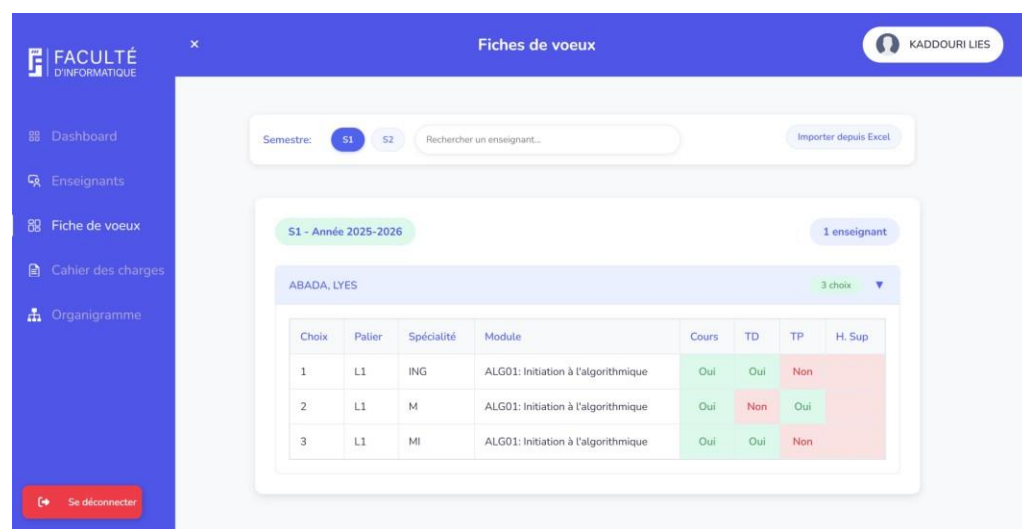 FACULTÉ
D'INFORMATIQUE
×
Fiches de voeux
KADDOURI LIES
Dashboard
Enseignants
Fiche de voeux
Cahier des charges
Organigramme
Se déconnecter
Semestre: S1 S2 Rechercher un enseignant... Importer depuis Excel
S1 - Année 2025-2026 1 enseignant
ABADA, LYES 3 choix ▼
Choix Palier Spécialité Module Cours TD TP H. Sup
1 L1 ING ALG01: Initiation à l'algorithmique Oui Oui Non
2 L1 M ALG01: Initiation à l'algorithmique Oui Non Oui
3 L1 MI ALG01: Initiation à l'algorithmique Oui Oui Non